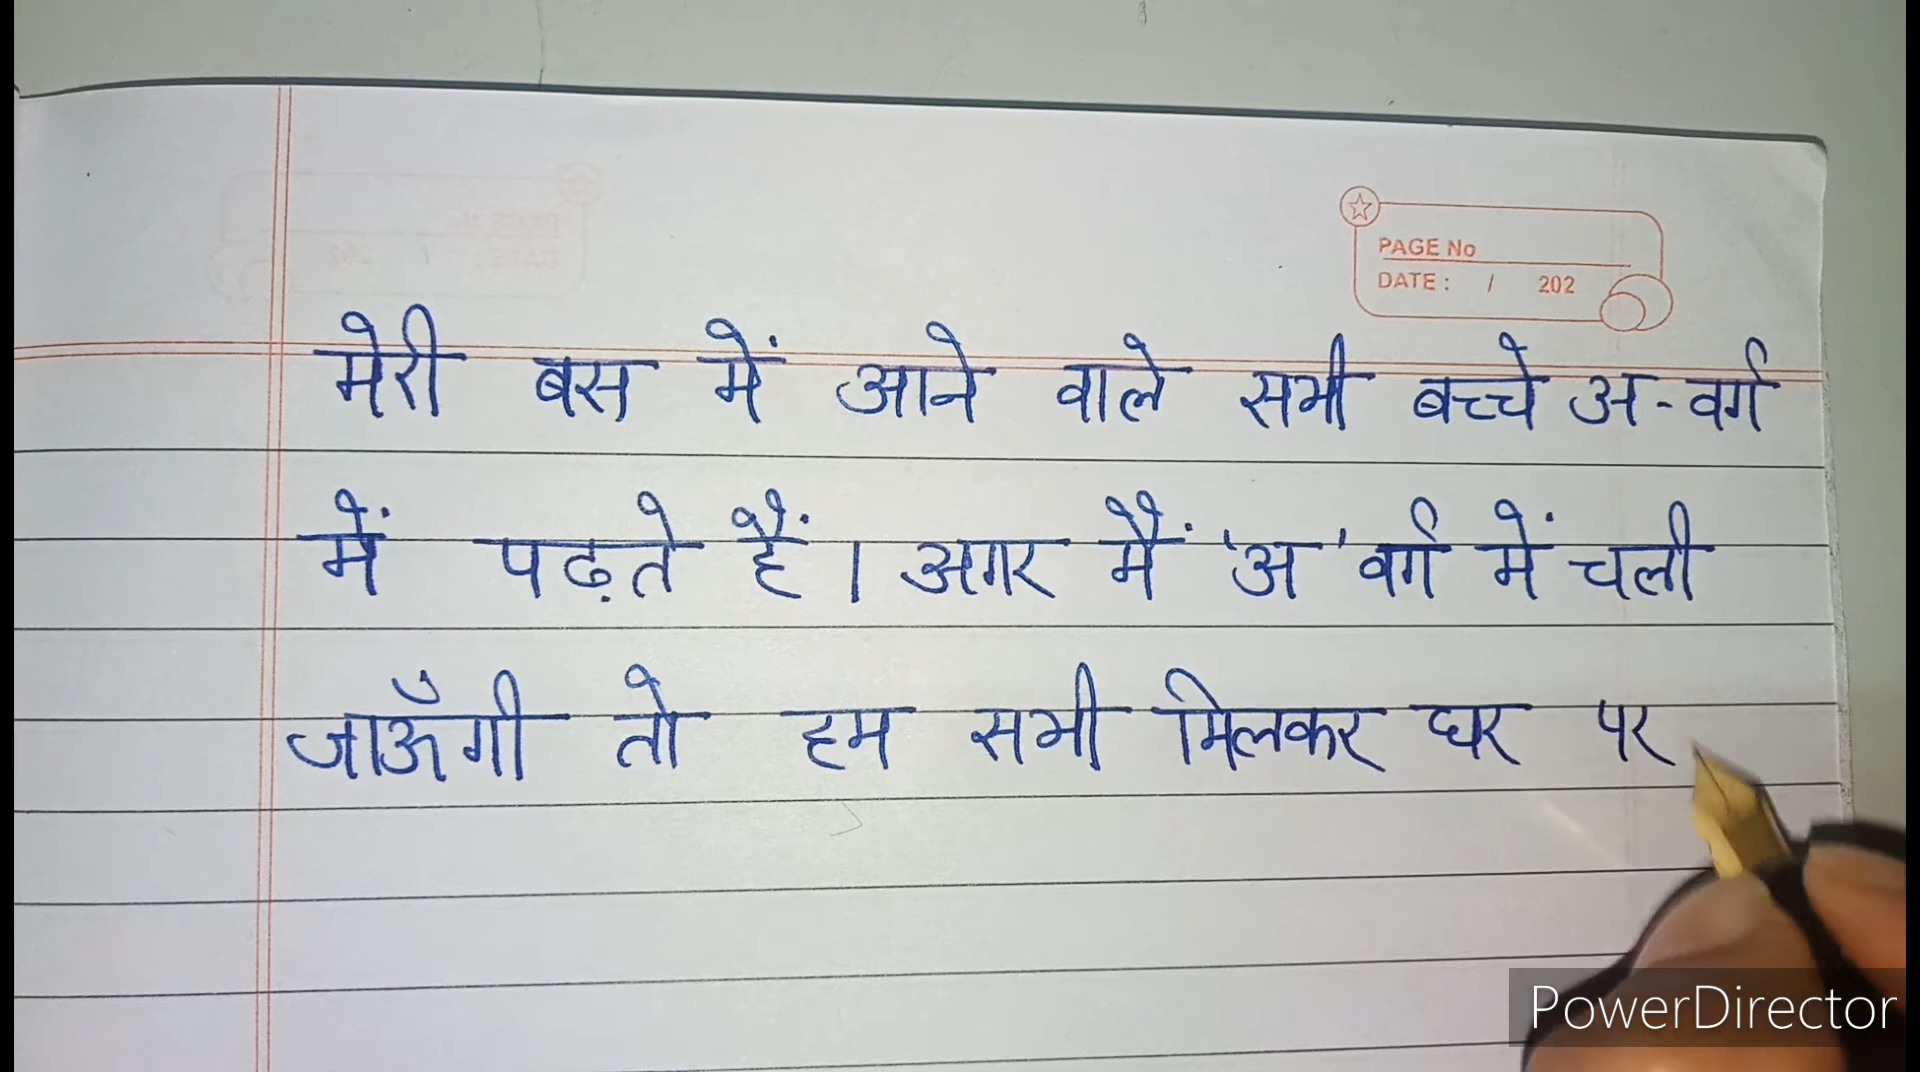 PAGE No
DATE : / 202
मेरी बस में आने वाले सभी बच्चे अ-वर्ग
में पढ़ते हैं। अगर मैं 'अ' वर्ग में चली
जाऊँगी तो हम सभी मिलकर घर पर
PowerDirector